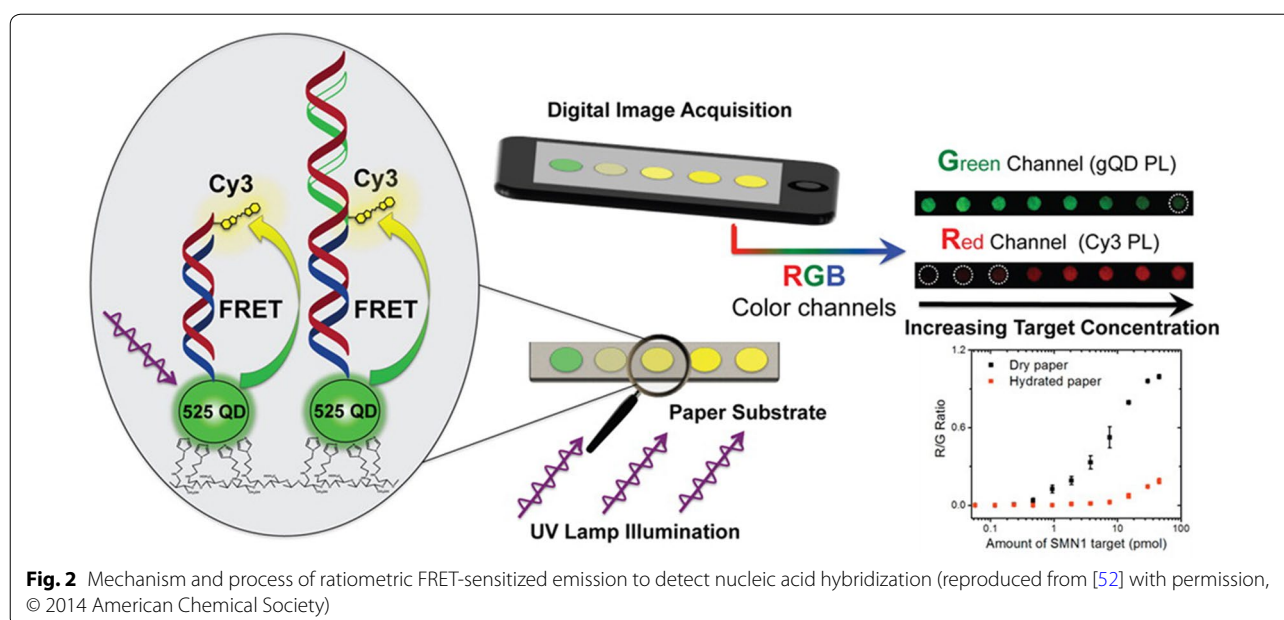 Cy3
Cy3
FRET
FRET
525 QD
525 QD
Digital Image Acquisition
RGB
Color channels
Paper Substrate
UV Lamp Illumination
Green Channel (gQD PL)
Red Channel (Cy3 PL)
Increasing Target Concentration
1.2
Dry paper
Hydrated paper
R/G Ratio
0.6
0.0
0.1 1 10 100
Amount of SMN1 target (pmol)
Fig. 2 Mechanism and process of ratiometric FRET-sensitized emission to detect nucleic acid hybridization (reproduced from [52] with permission,
© 2014 American Chemical Society)